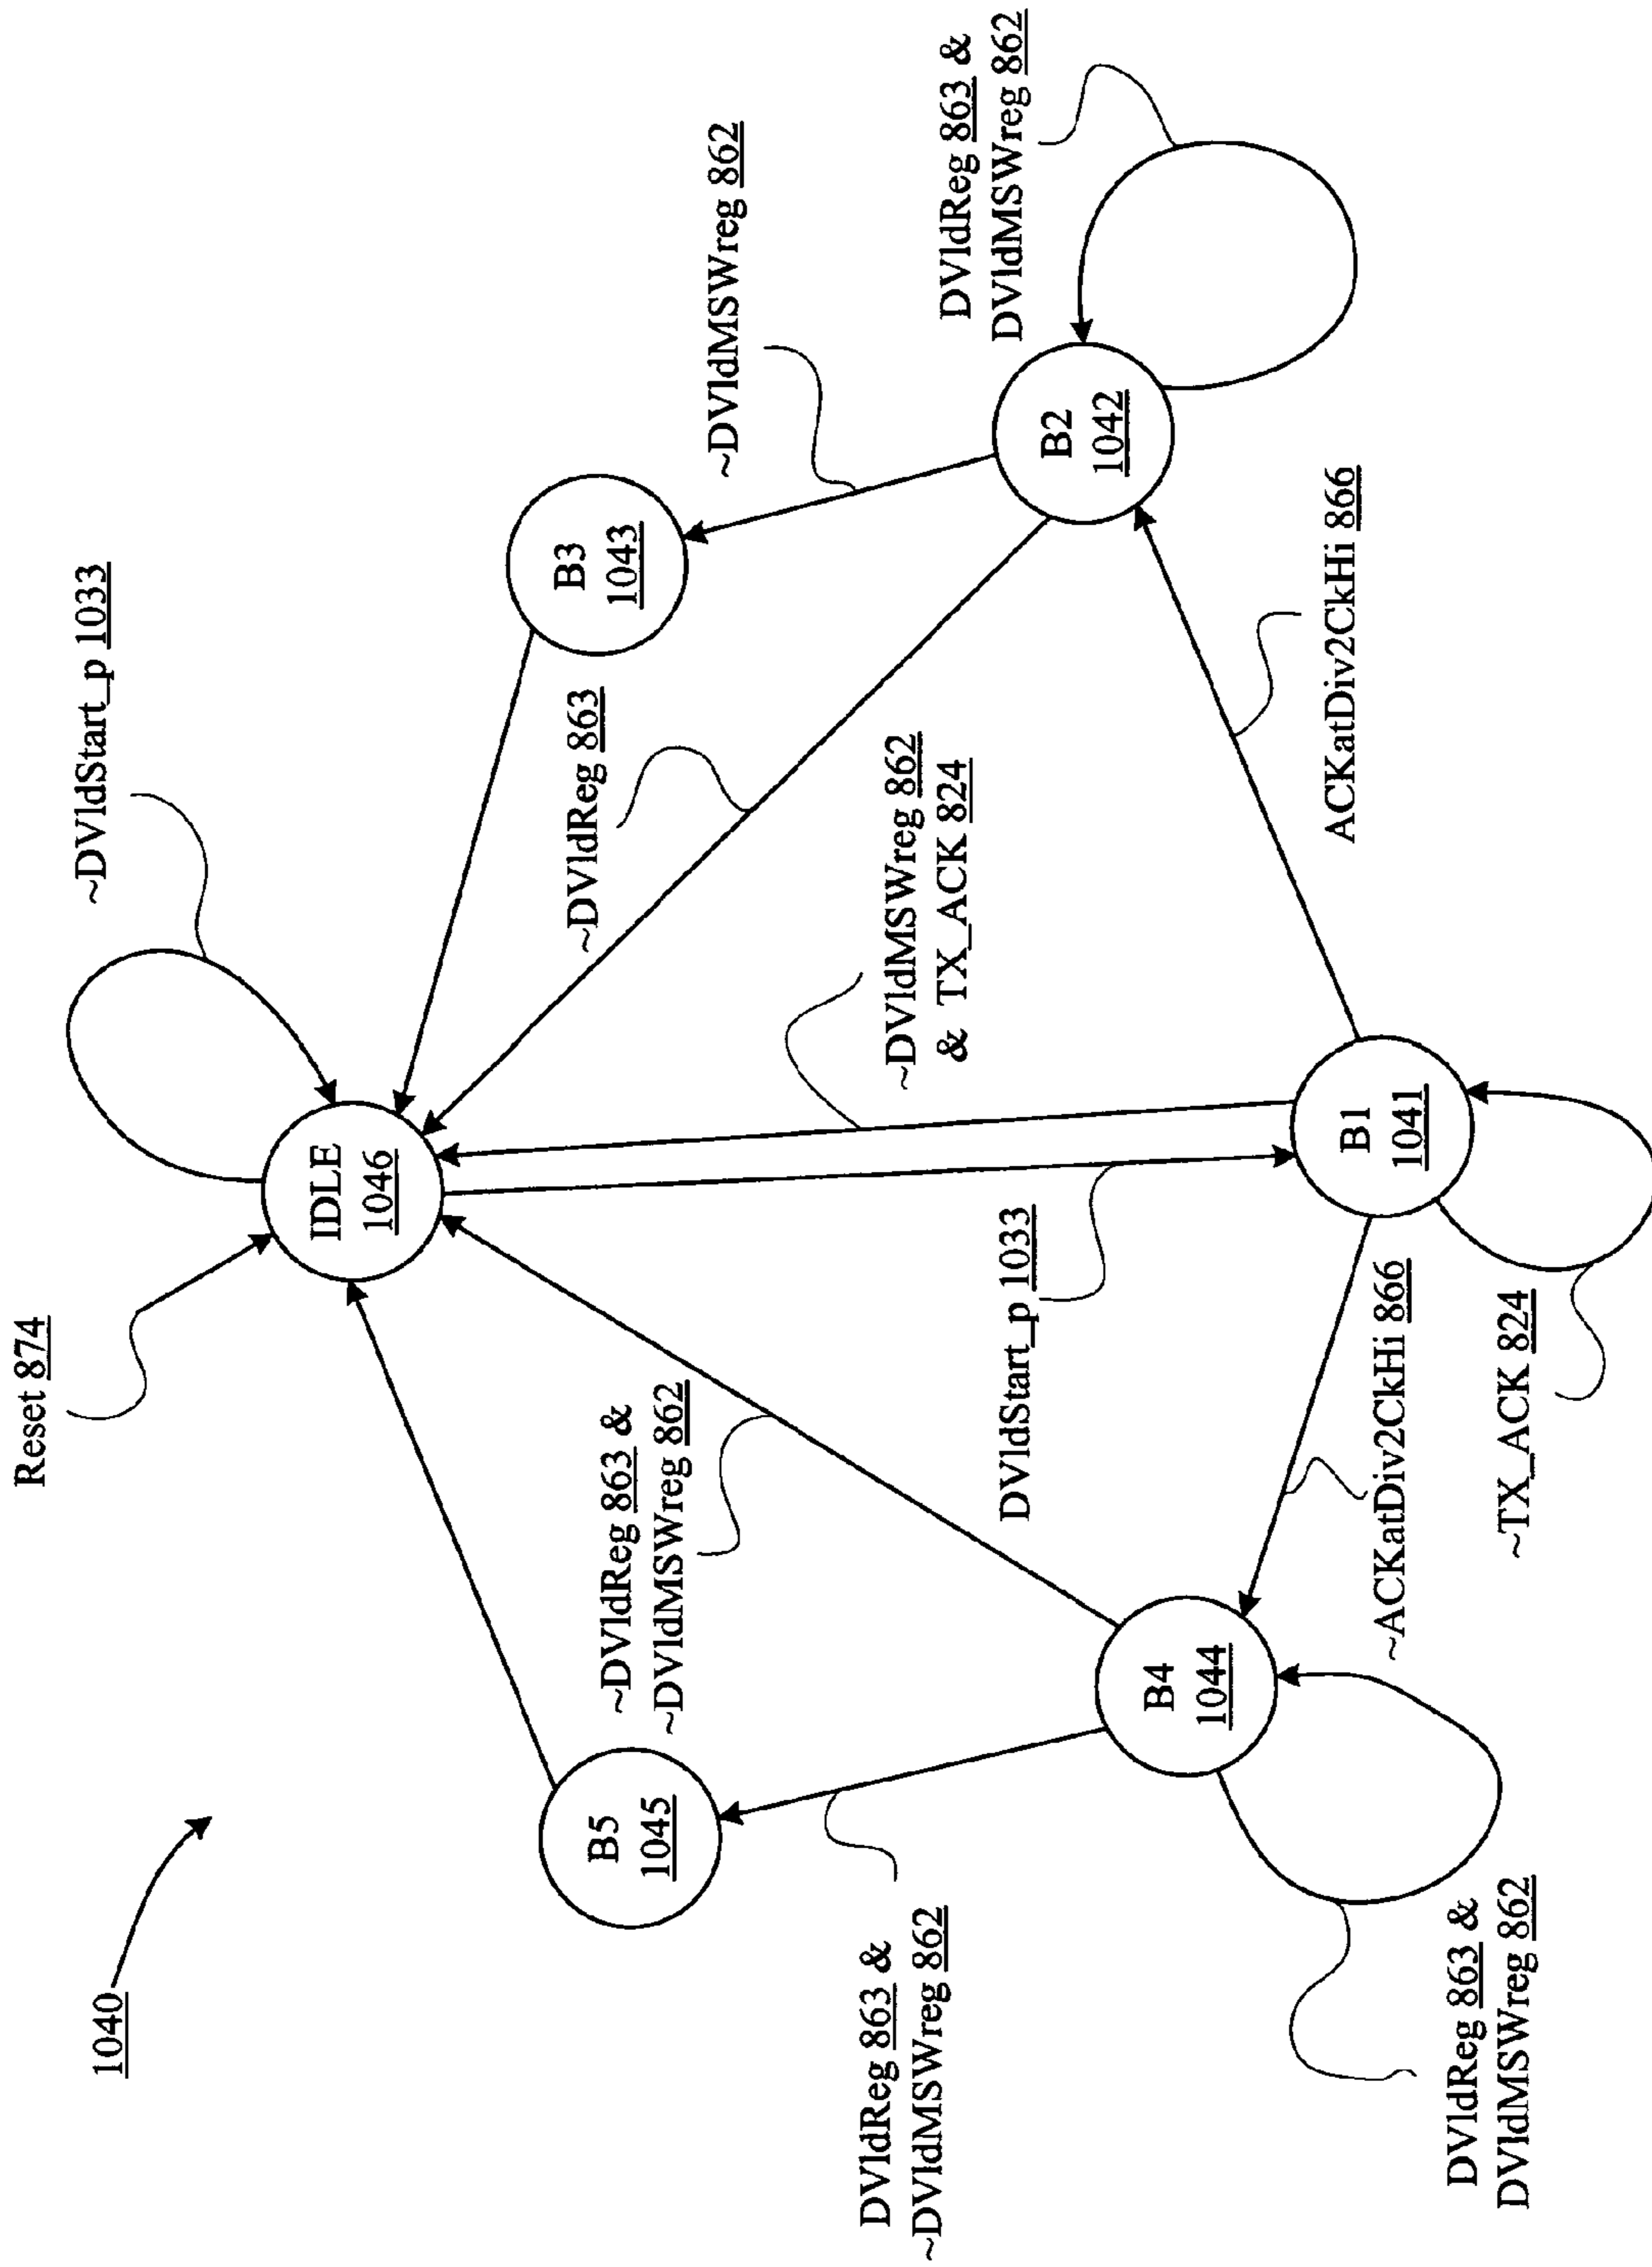 1040
Reset 874
~DVldStart_p 1033
IDLE
1046
B5
1045
B3
1043
~DVldMSWreg 862
~DVldReg 863 &
~DVldMSWreg 862
~DVldReg 863
DVldReg 863 &
~DVldMSWreg 862
DVldStart_p 1033
~DVldMSWreg 862
& TX_ACK 824
DVldReg 863 &
DVldMSWreg 862
B4
1044
B2
1042
~ACKatDiv2CkHi 866
B1
1041
ACKatDiv2CkHi 866
DVldReg 863 &
DVldMSWreg 862
~TX_ACK 824